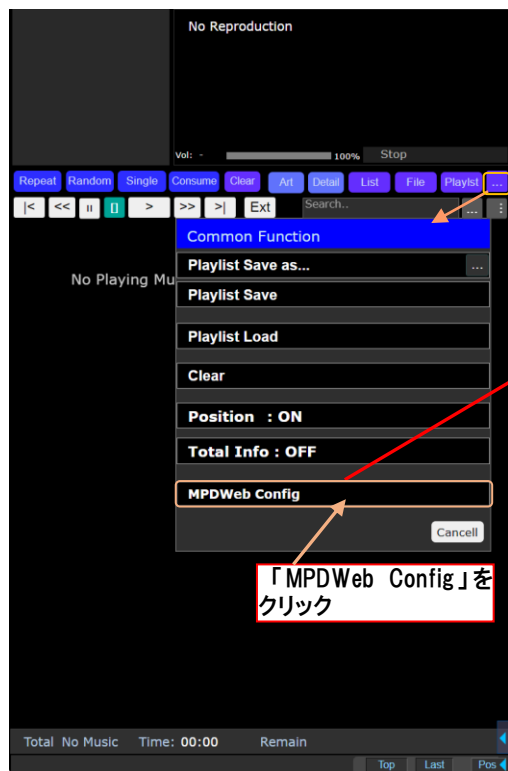 No Reproduction
Vol: - 100% Stop
Repeat Random Single Consume Clear Art Detail List File Playlst ...
|< << II [] > >> >| Ext Search.. ... ⋮
Common Function
Playlist Save as... ...
No Playing Mu
Playlist Save
Playlist Load
Clear
Position : ON
Total Info : OFF
MPDWeb Config
Cancell
「MPDWeb Config」を
クリック
Total No Music Time: 00:00 Remain
Top Last Pos